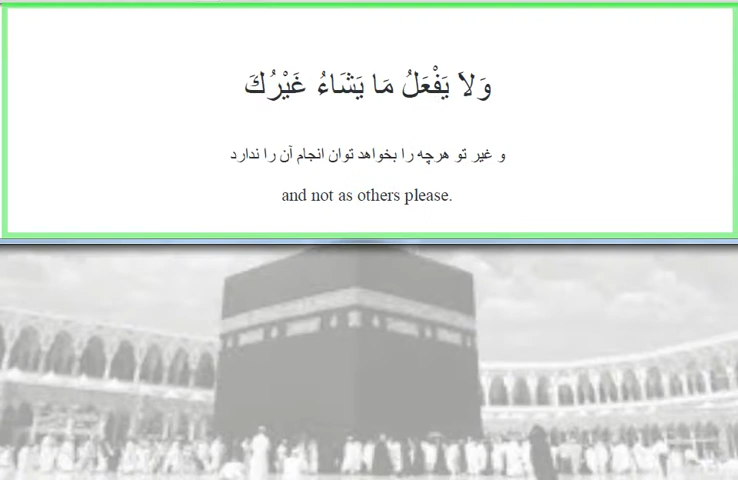 وَلاَ يَفْعَلُ مَا يَشَاءُ غَيْرُكَ
و غیر تو هرچه را بخواهد توان انجام آن را ندارد
and not as others please.